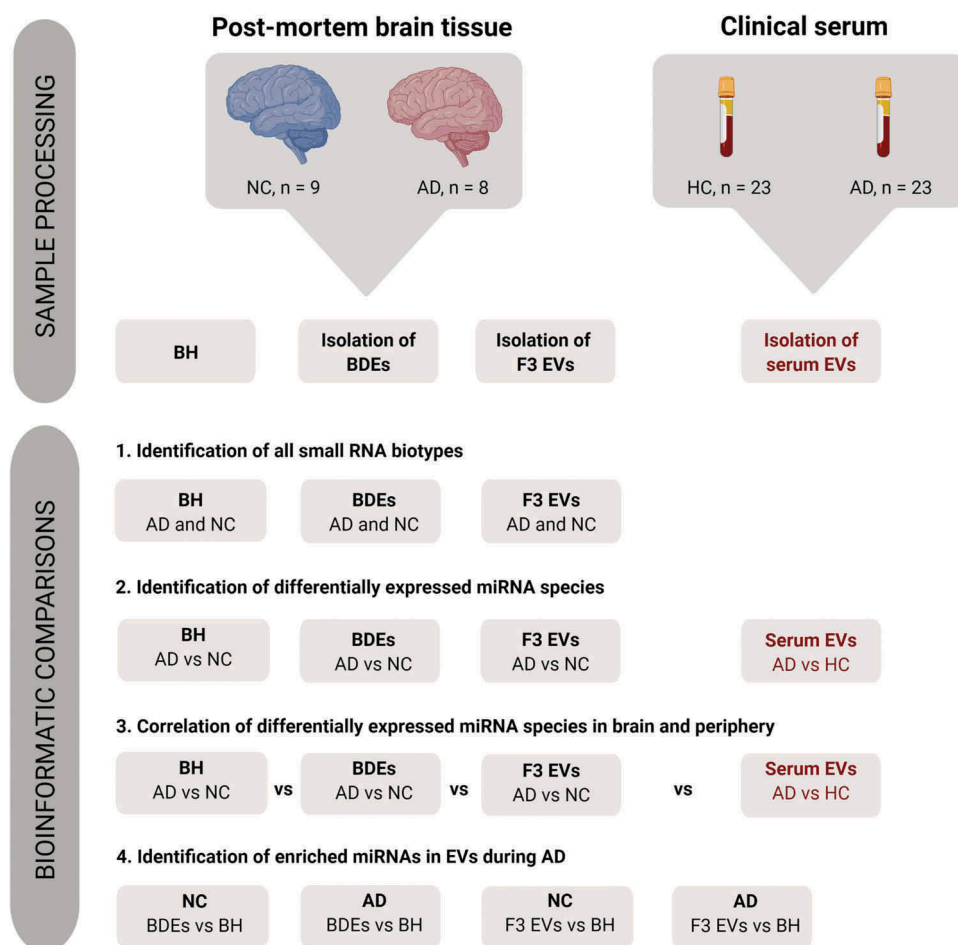 Post-mortem brain tissue
Clinical serum
SAMPLE PROCESSING
NC, n = 9
AD, n = 8
HC, n = 23
AD, n = 23
BH
Isolation of
BDEs
Isolation of
F3 EVs
Isolation of
serum EVs
BIOINFORMATIC COMPARISONS
1. Identification of all small RNA biotypes
BH
AD and NC
BDEs
AD and NC
F3 EVs
AD and NC
2. Identification of differentially expressed miRNA species
BH
AD vs NC
BDEs
AD vs NC
F3 EVs
AD vs NC
Serum EVs
AD vs HC
3. Correlation of differentially expressed miRNA species in brain and periphery
BH
AD vs NC
vs
BDEs
AD vs NC
vs
F3 EVs
AD vs NC
vs
Serum EVs
AD vs HC
4. Identification of enriched miRNAs in EVs during AD
NC
BDEs vs BH
AD
BDEs vs BH
NC
F3 EVs vs BH
AD
F3 EVs vs BH